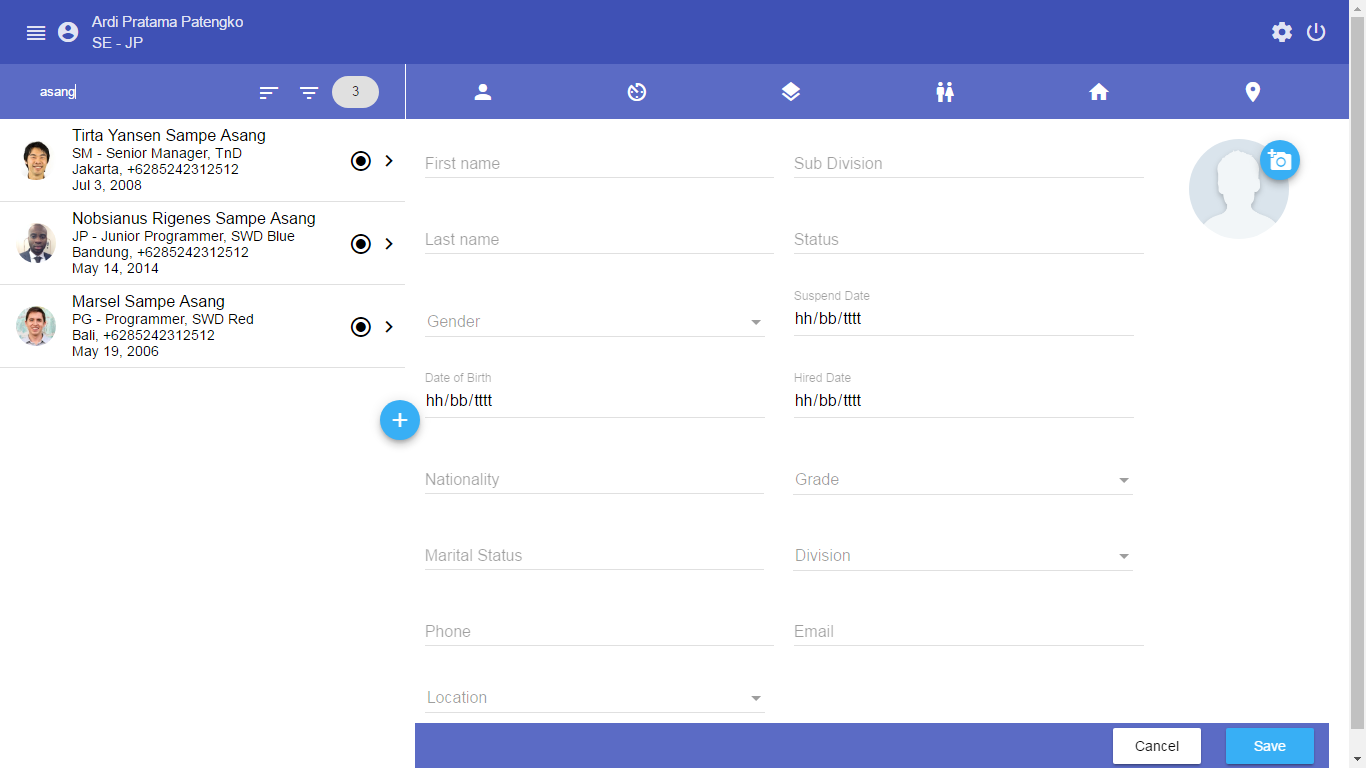 Ardi Pratama Patengko
SE - JP
asang
3
Tirta Yansen Sampe Asang
SM - Senior Manager, TnD
Jakarta, +6285242312512
Jul 3, 2008
Nobsianus Rigenes Sampe Asang
JP - Junior Programmer, SWD Blue
Bandung, +6285242312512
May 14, 2014
Marsel Sampe Asang
PG - Programmer, SWD Red
Bali, +6285242312512
May 19, 2006
First name
Sub Division
Last name
Status
Gender
Suspend Date
hh/bb/tttt
Date of Birth
hh/bb/tttt
Hired Date
hh/bb/tttt
Nationality
Grade
Marital Status
Division
Phone
Email
Location
Cancel
Save